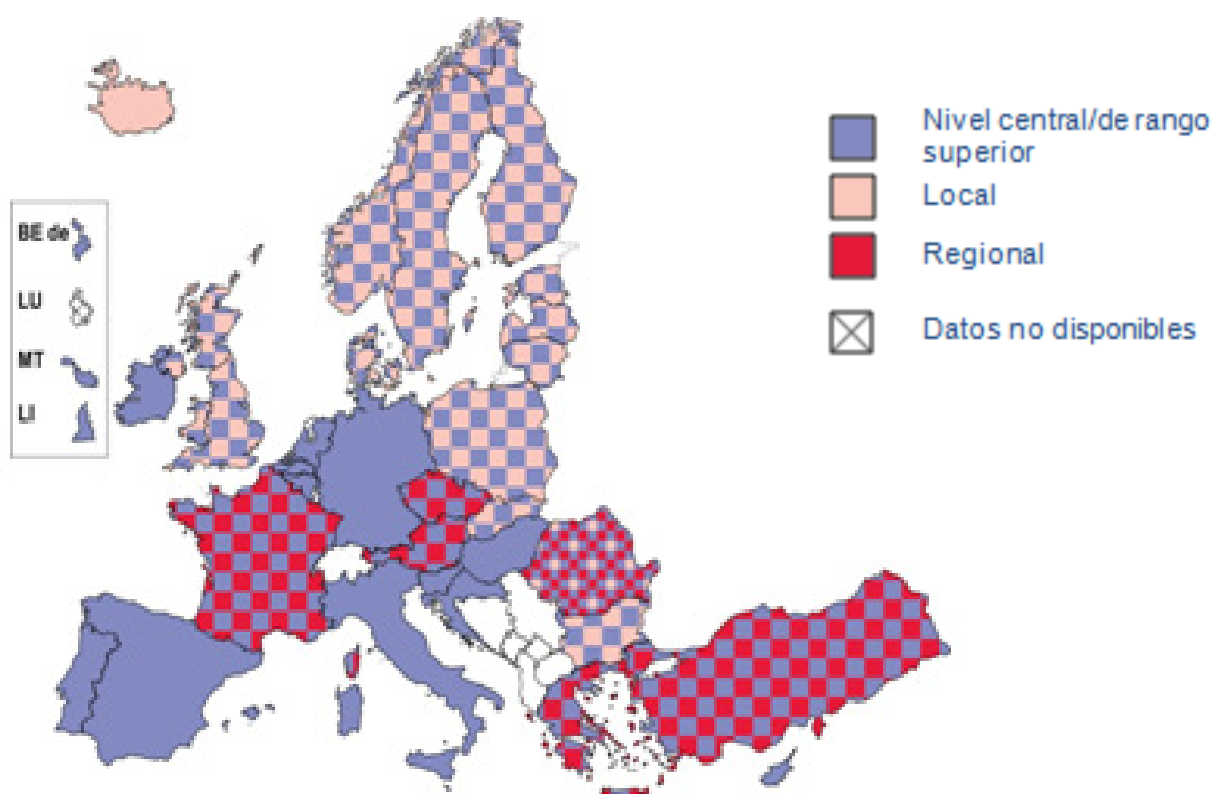 Nivel central/de rango
superior
Local
Regional
Datos no disponibles
BE de
LU
MT
LI